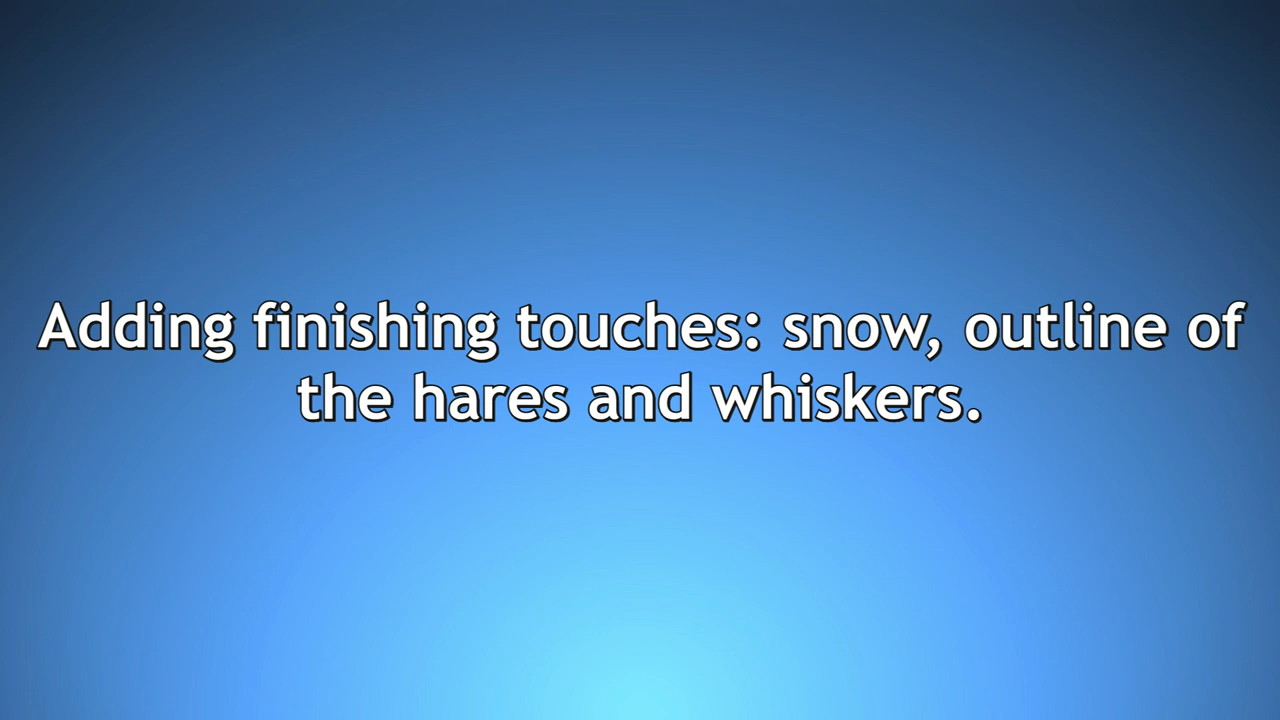 Adding finishing touches: snow, outline of
the hares and whiskers.